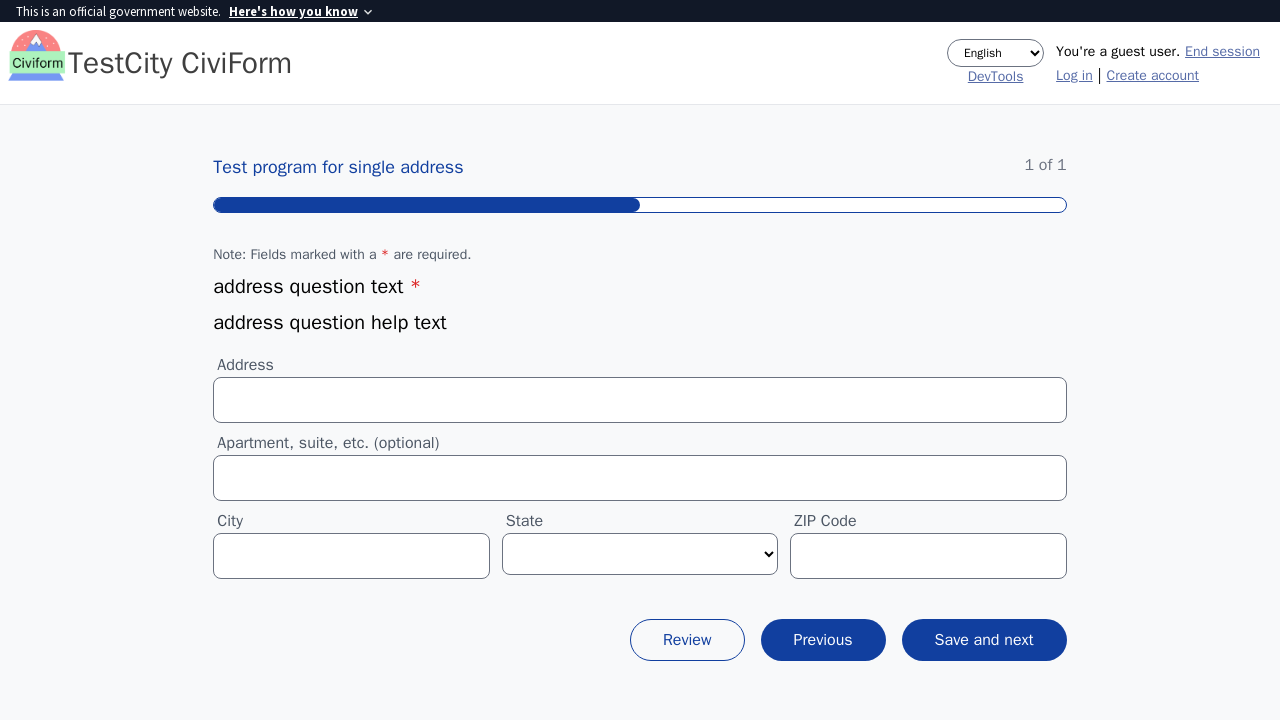 This is an official government website. Here's how you know
Civiform
TestCity CiviForm
English
DevTools
You're a guest user. End session
Log in | Create account
Test program for single address
1 of 1
Note: Fields marked with a * are required.
address question text *
address question help text
Address
Apartment, suite, etc. (optional)
City State ZIP Code
Review Previous Save and next